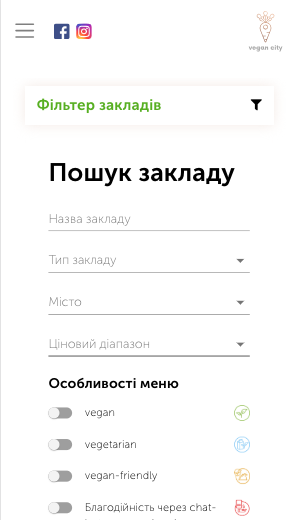 vegan city
Фільтер закладів
Пошук закладу
Назва закладу
Тип закладу
Місто
Ціновий діапазон
Особливості меню
vegan
vegetarian
vegan-friendly
Благодійність через chat-